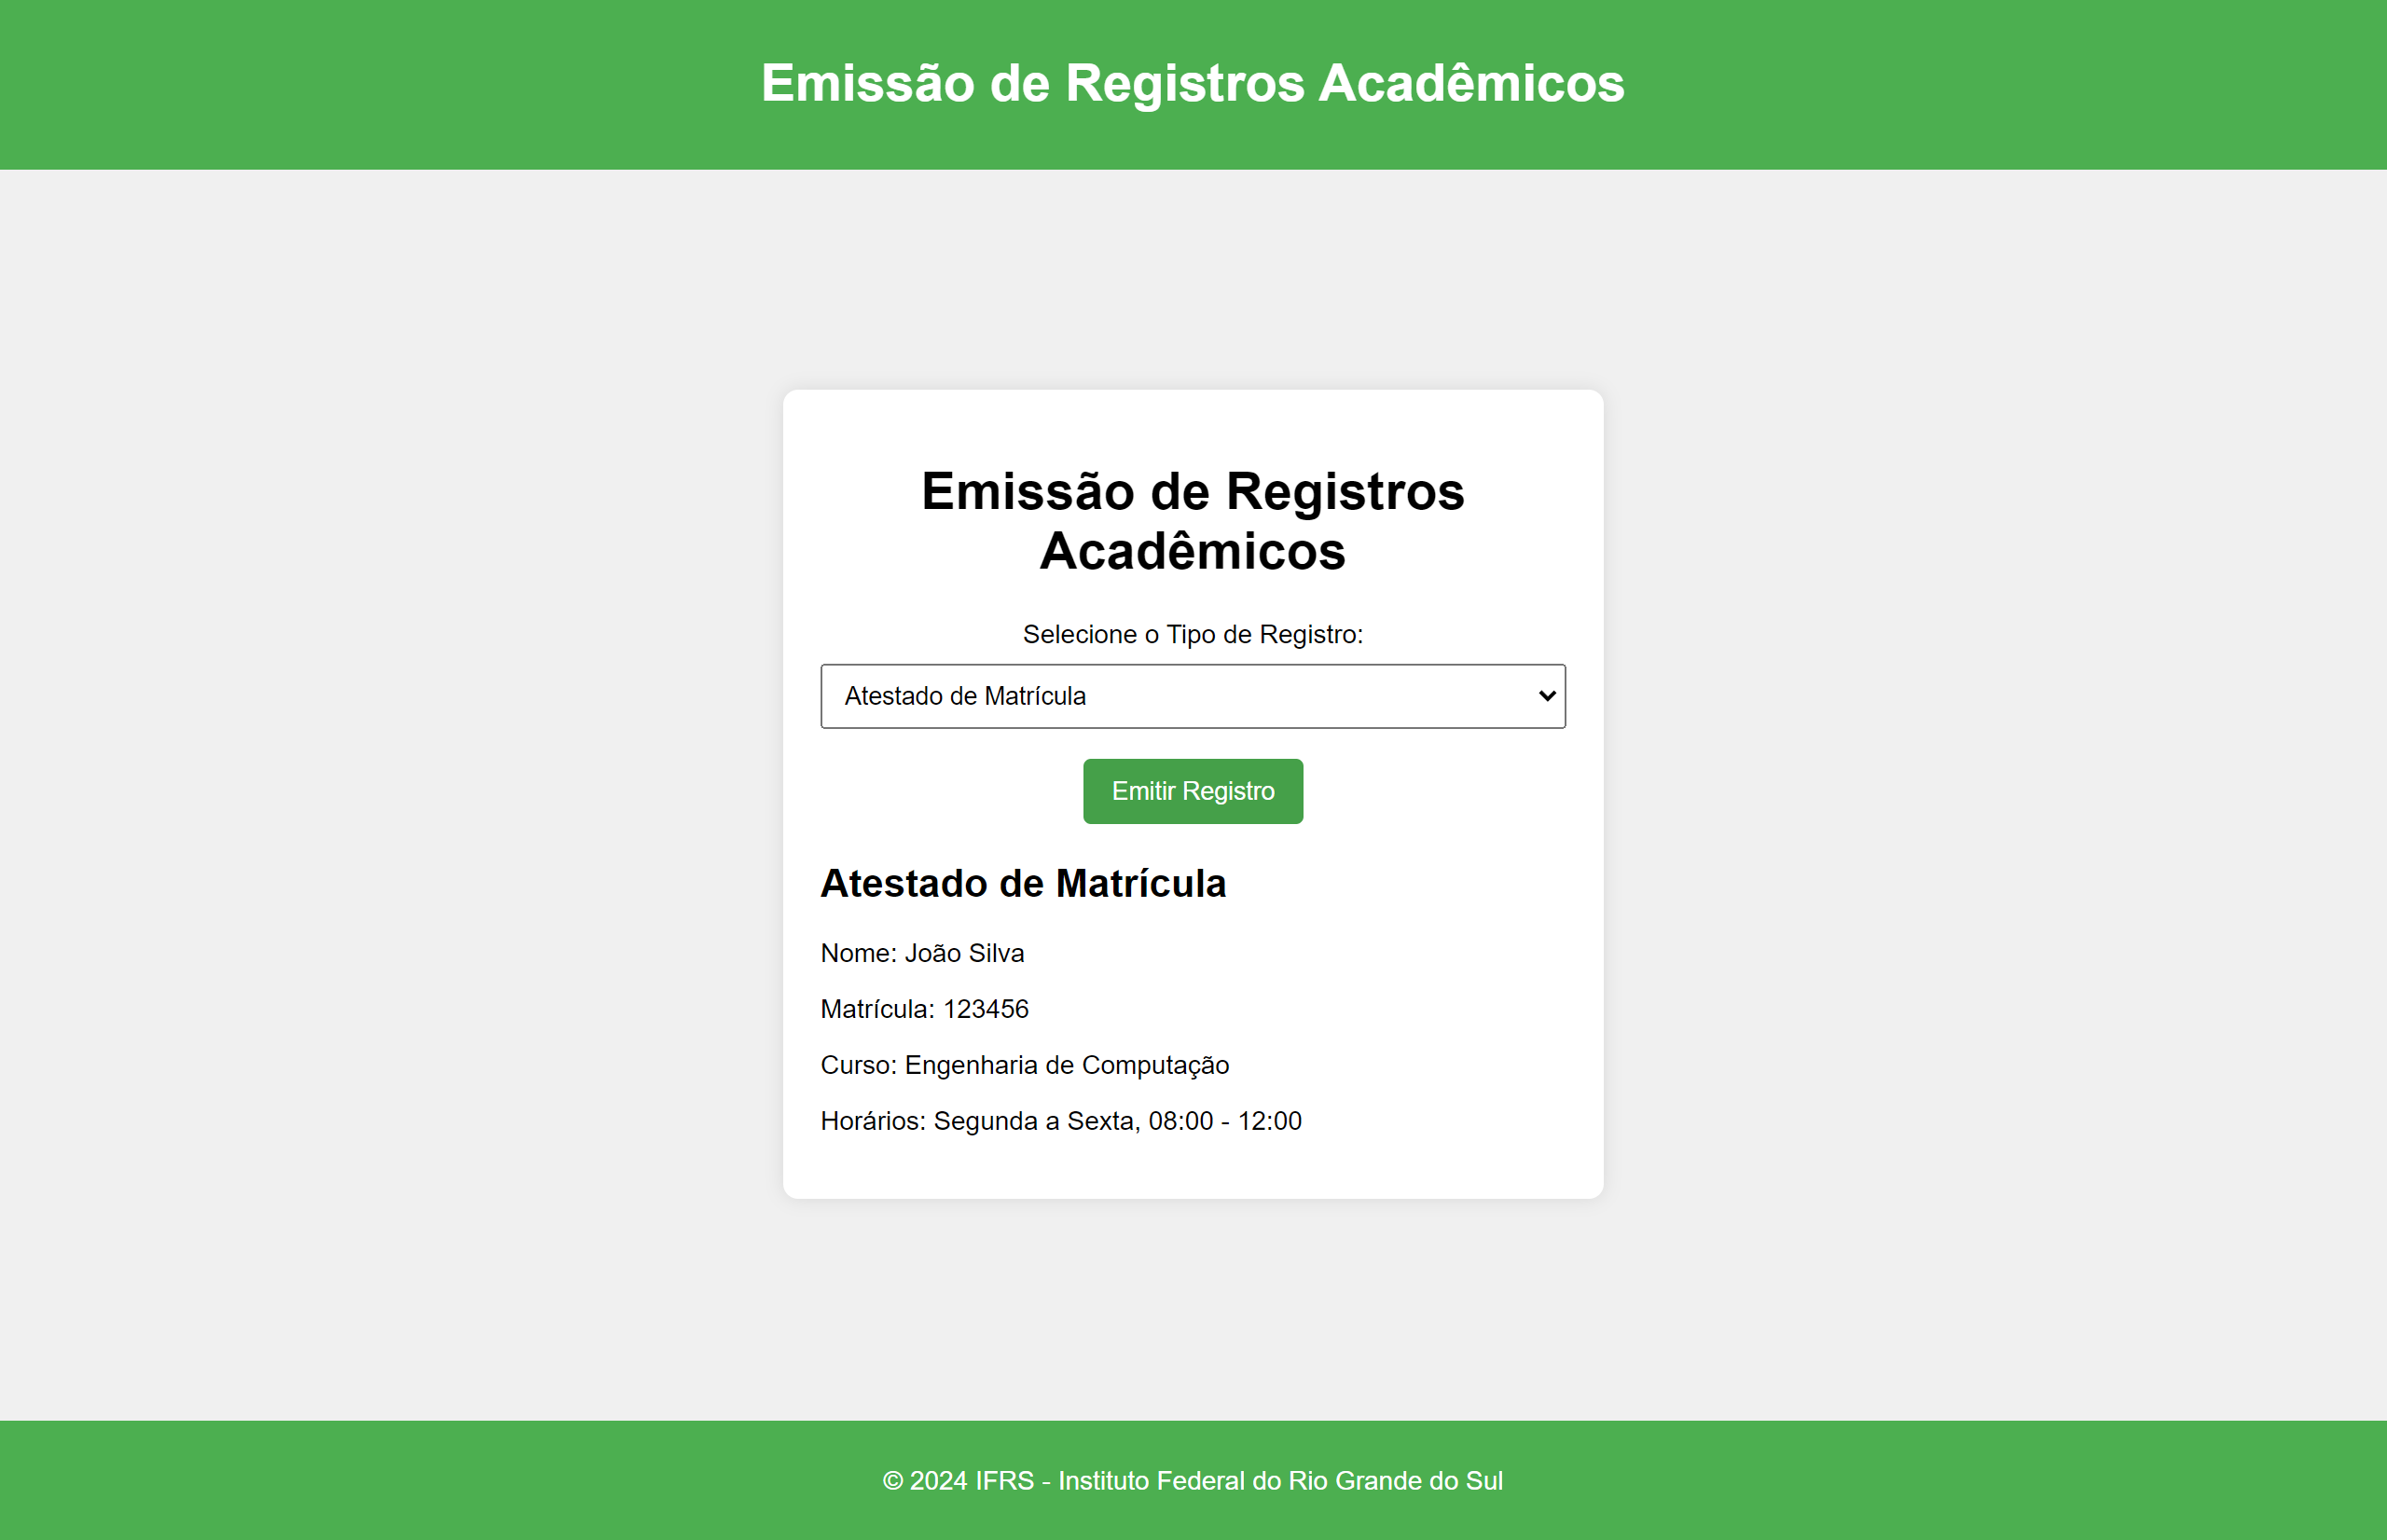 Emissão de Registros Acadêmicos
Emissão de Registros
Acadêmicos
Selecione o Tipo de Registro:
Atestado de Matrícula
Emitir Registro
Atestado de Matrícula
Nome: João Silva
Matrícula: 123456
Curso: Engenharia de Computação
Horários: Segunda a Sexta, 08:00 - 12:00
© 2024 IFRS - Instituto Federal do Rio Grande do Sul